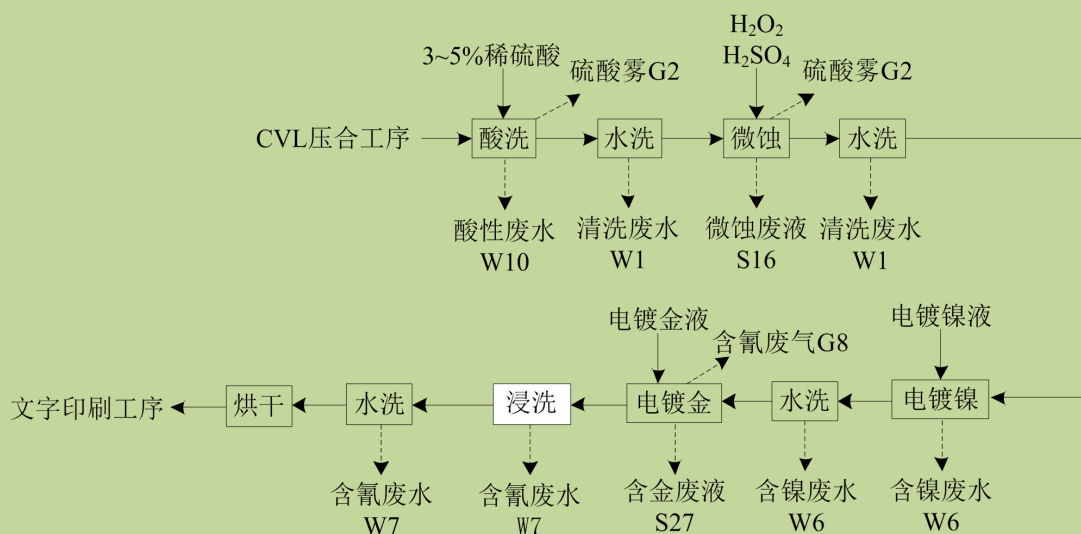 H₂O₂
H₂SO₄
3~5%稀硫酸
硫酸雾G2
硫酸雾G2
CVL压合工序
酸洗
水洗
微蚀
水洗
酸性废水
W10
清洗废水
W1
微蚀废液
S16
清洗废水
W1
电镀金液
含氰废气G8
电镀镍液
文字印刷工序
烘干
水洗
浸洗
电镀金
水洗
电镀镍
含氰废水
W7
含氰废水
W7
含金废液
S27
含镍废水
W6
含镍废水
W6